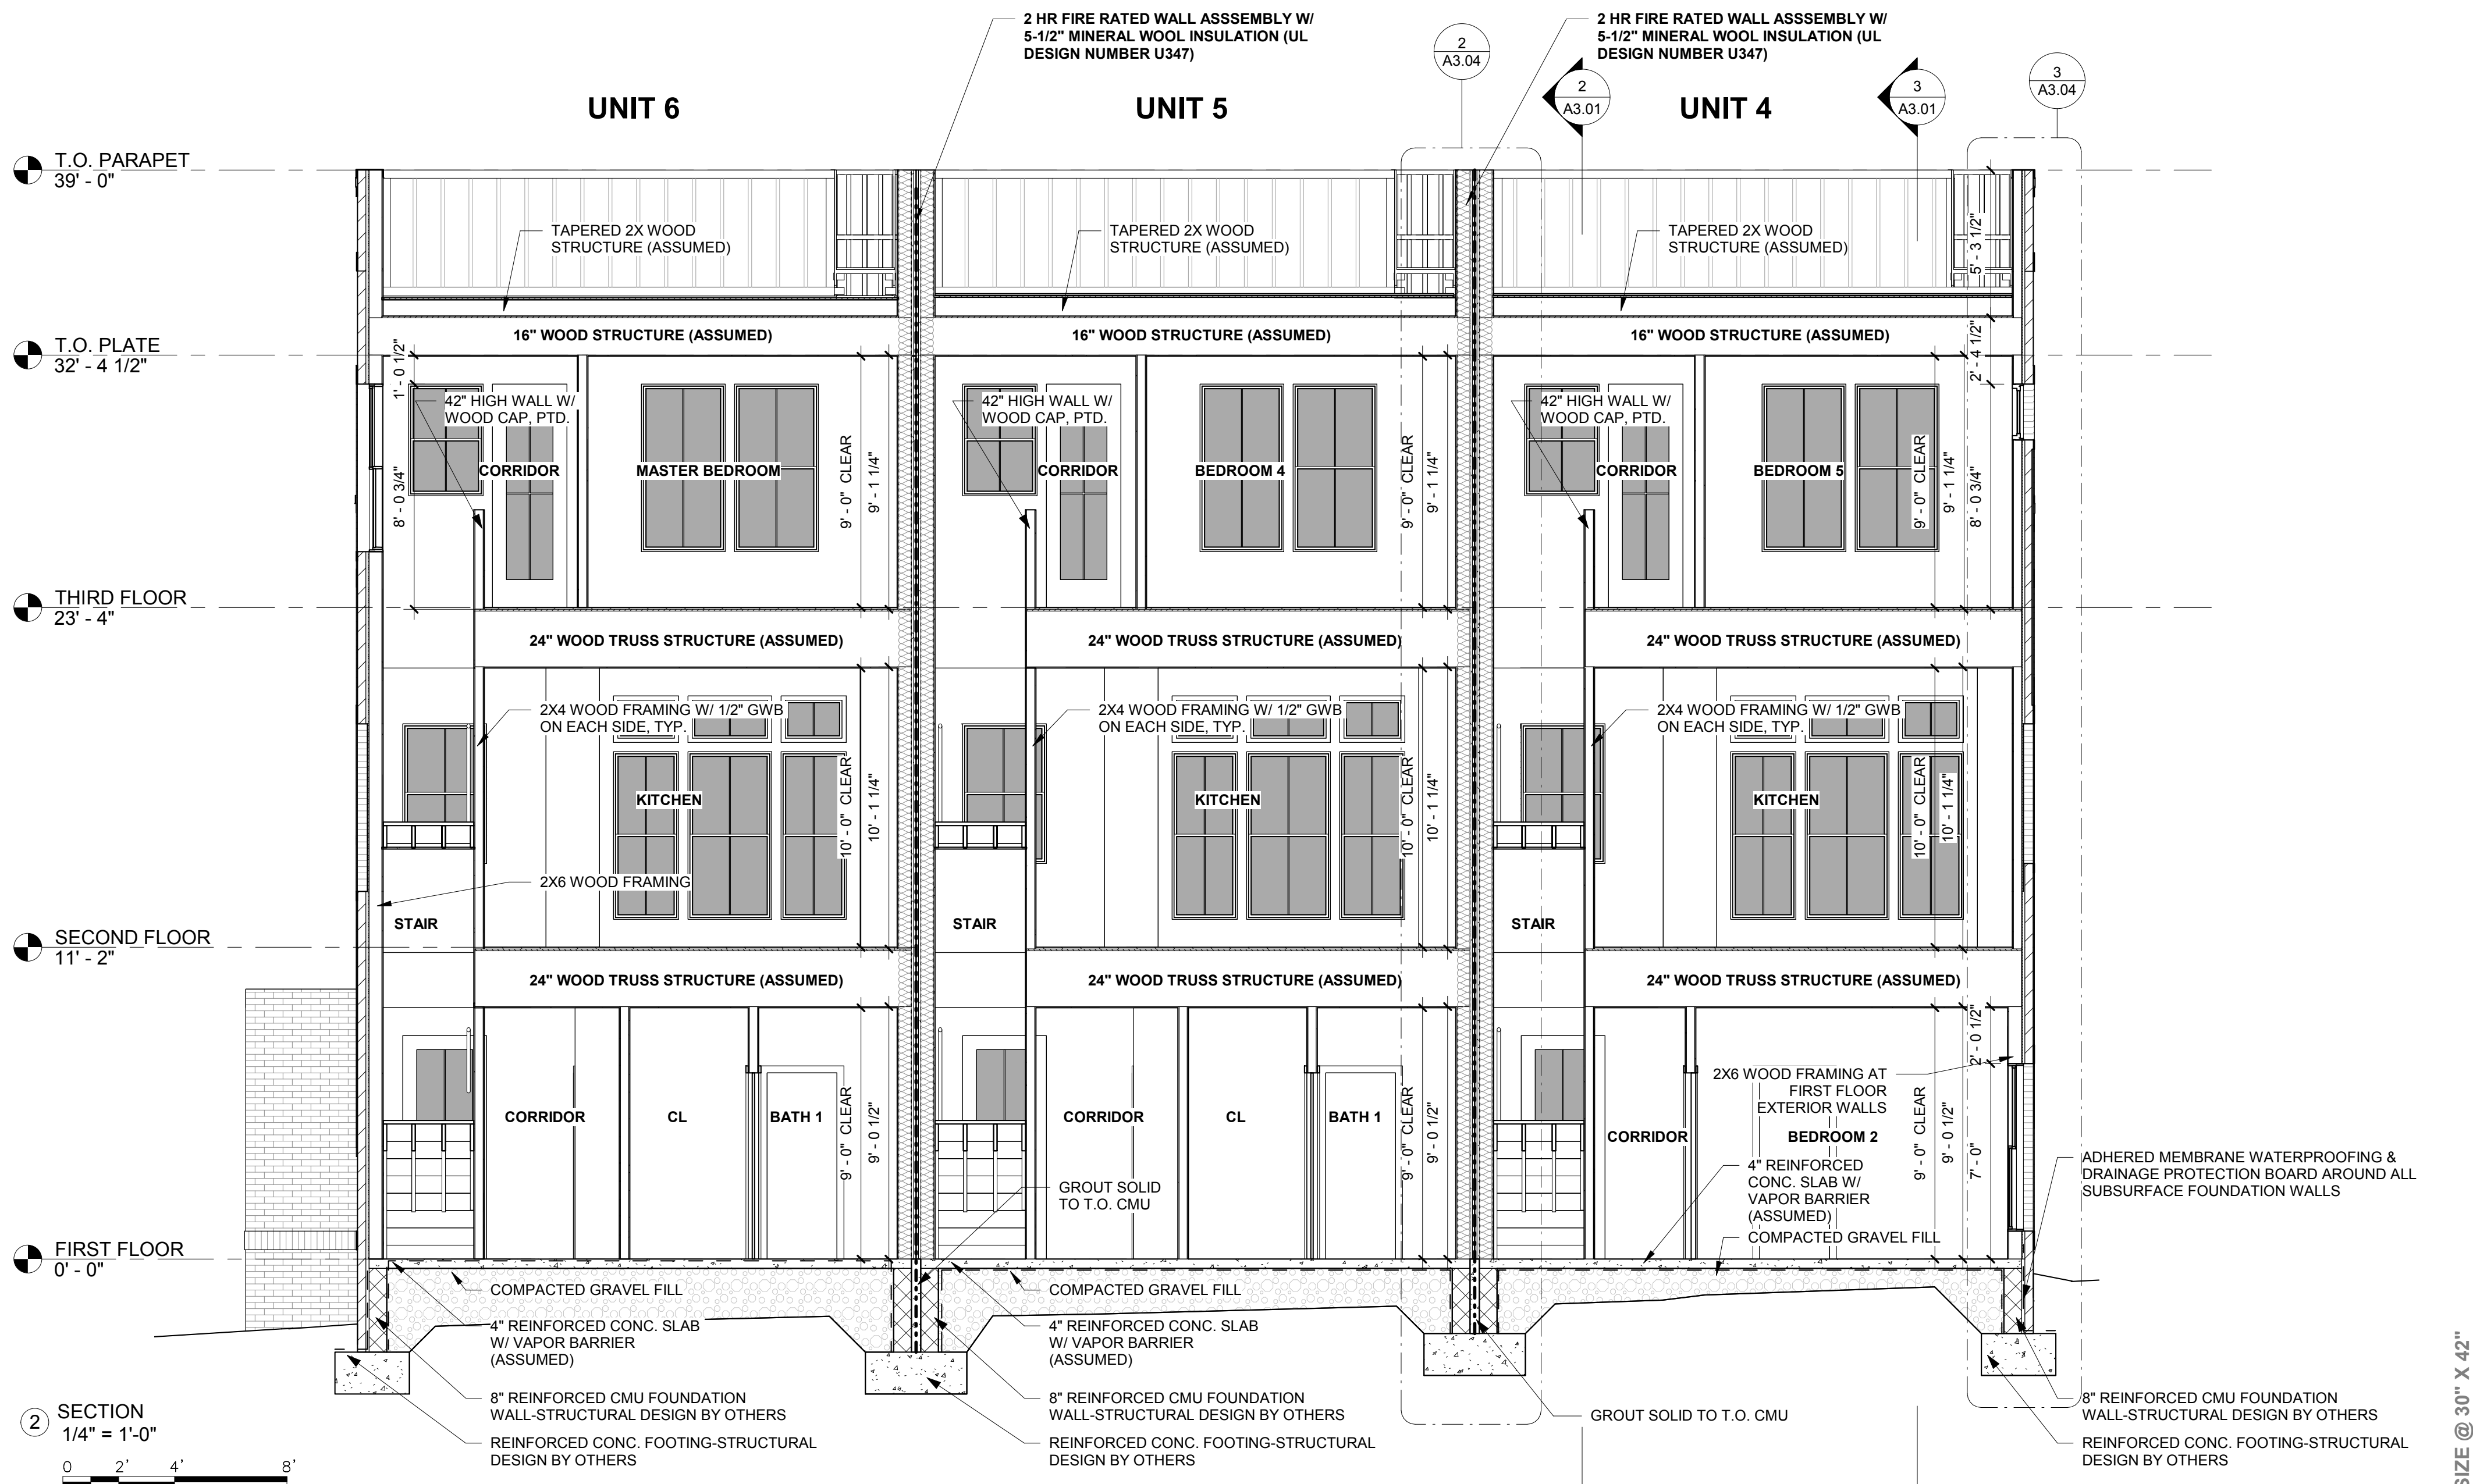 2 HR FIRE RATED WALL ASSSEMBLY W/
5-1/2" MINERAL WOOL INSULATION (UL
DESIGN NUMBER U347)
2 HR FIRE RATED WALL ASSSEMBLY W/
5-1/2" MINERAL WOOL INSULATION (UL
DESIGN NUMBER U347)
2
A3.04
2
A3.01
3
A3.01
3
A3.04
UNIT 6
UNIT 5
UNIT 4
T.O. PARAPET
39' - 0"
TAPERED 2X WOOD
STRUCTURE (ASSUMED)
TAPERED 2X WOOD
STRUCTURE (ASSUMED)
TAPERED 2X WOOD
STRUCTURE (ASSUMED)
5' - 3 1/2"
16" WOOD STRUCTURE (ASSUMED)
16" WOOD STRUCTURE (ASSUMED)
16" WOOD STRUCTURE (ASSUMED)
T.O. PLATE
32' - 4 1/2"
1' - 0 1/2"
2' - 4 1/2"
42" HIGH WALL W/
WOOD CAP, PTD.
42" HIGH WALL W/
WOOD CAP, PTD.
42" HIGH WALL W/
WOOD CAP, PTD.
8' - 0 3/4"
CORRIDOR
MASTER BEDROOM
9' - 0" CLEAR
9' - 1 1/4"
CORRIDOR
BEDROOM 4
9' - 0" CLEAR
9' - 1 1/4"
CORRIDOR
BEDROOM 5
9' - 0" CLEAR
9' - 1 1/4"
8' - 0 3/4"
THIRD FLOOR
23' - 4"
24" WOOD TRUSS STRUCTURE (ASSUMED)
24" WOOD TRUSS STRUCTURE (ASSUMED)
24" WOOD TRUSS STRUCTURE (ASSUMED)
2X4 WOOD FRAMING W/ 1/2" GWB
ON EACH SIDE, TYP.
2X4 WOOD FRAMING W/ 1/2" GWB
ON EACH SIDE, TYP.
2X4 WOOD FRAMING W/ 1/2" GWB
ON EACH SIDE, TYP.
KITCHEN
10' - 0" CLEAR
10' - 1 1/4"
KITCHEN
10' - 0" CLEAR
10' - 1 1/4"
KITCHEN
10' - 0" CLEAR
10' - 1 1/4"
2X6 WOOD FRAMING
STAIR
STAIR
STAIR
SECOND FLOOR
11' - 2"
24" WOOD TRUSS STRUCTURE (ASSUMED)
24" WOOD TRUSS STRUCTURE (ASSUMED)
24" WOOD TRUSS STRUCTURE (ASSUMED)
2' - 0 1/2"
2X6 WOOD FRAMING AT
FIRST FLOOR
EXTERIOR WALLS
CORRIDOR
CL
BATH 1
9' - 0" CLEAR
9' - 0 1/2"
CORRIDOR
CL
BATH 1
9' - 0" CLEAR
9' - 0 1/2"
CORRIDOR
BEDROOM 2
9' - 0" CLEAR
9' - 0 1/2"
7' - 0"
4" REINFORCED
CONC. SLAB W/
VAPOR BARRIER
(ASSUMED)
COMPACTED GRAVEL FILL
GROUT SOLID
TO T.O. CMU
ADHERED MEMBRANE WATERPROOFING &
DRAINAGE PROTECTION BOARD AROUND ALL
SUBSURFACE FOUNDATION WALLS
FIRST FLOOR
0' - 0"
COMPACTED GRAVEL FILL
COMPACTED GRAVEL FILL
4" REINFORCED CONC. SLAB
W/ VAPOR BARRIER
(ASSUMED)
4" REINFORCED CONC. SLAB
W/ VAPOR BARRIER
(ASSUMED)
8" REINFORCED CMU FOUNDATION
WALL-STRUCTURAL DESIGN BY OTHERS
8" REINFORCED CMU FOUNDATION
WALL-STRUCTURAL DESIGN BY OTHERS
GROUT SOLID TO T.O. CMU
8" REINFORCED CMU FOUNDATION
WALL-STRUCTURAL DESIGN BY OTHERS
REINFORCED CONC. FOOTING-STRUCTURAL
DESIGN BY OTHERS
REINFORCED CONC. FOOTING-STRUCTURAL
DESIGN BY OTHERS
REINFORCED CONC. FOOTING-STRUCTURAL
DESIGN BY OTHERS
2
SECTION
1/4" = 1'-0"
0 2' 4' 8'
SIZE @ 30" X 42"